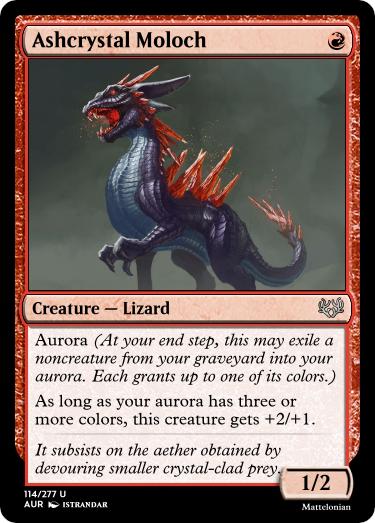 Ashcrystal Moloch
Creature — Lizard
Aurora (At your end step, this may exile a
noncreature from your graveyard into your
aurora. Each grants up to one of its colors.)
As long as your aurora has three or
more colors, this creature gets +2/+1.
It subsists on the aether obtained by
devouring smaller crystal-clad prey.
1/2
114/277 U
AUR ISTRANDAR
Mattelonian